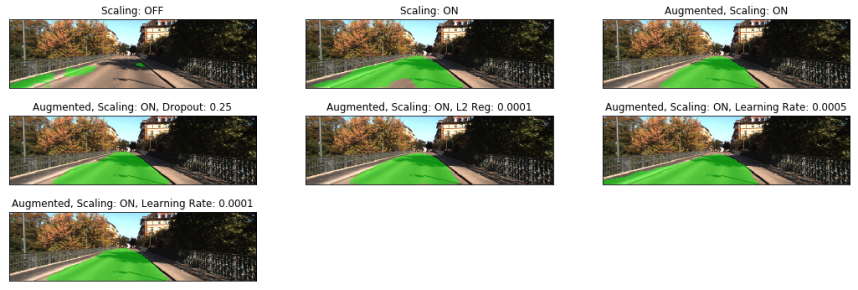 Scaling: OFF
Scaling: ON
Augmented, Scaling: ON
Augmented, Scaling: ON, Dropout: 0.25
Augmented, Scaling: ON, L2 Reg: 0.0001
Augmented, Scaling: ON, Learning Rate: 0.0005
Augmented, Scaling: ON, Learning Rate: 0.0001